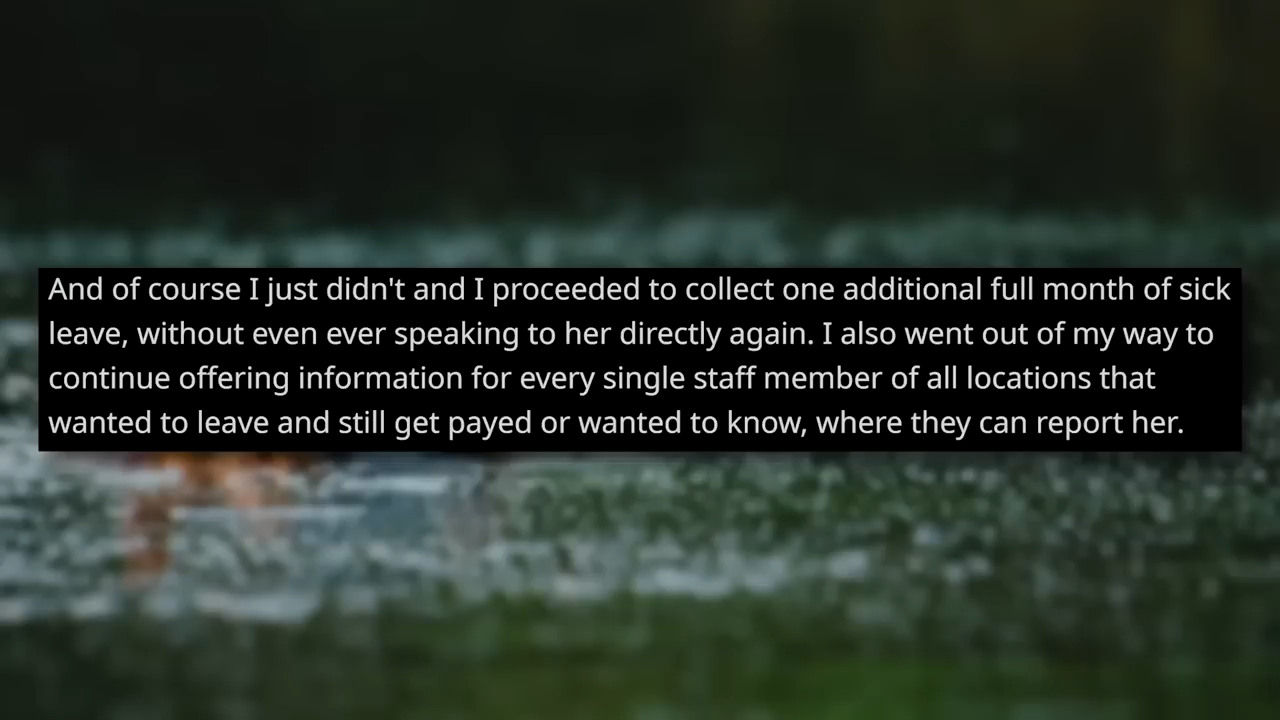 And of course I just didn't and I proceeded to collect one additional full month of sick
leave, without even ever speaking to her directly again. I also went out of my way to
continue offering information for every single staff member of all locations that
wanted to leave and still get payed or wanted to know, where they can report her.